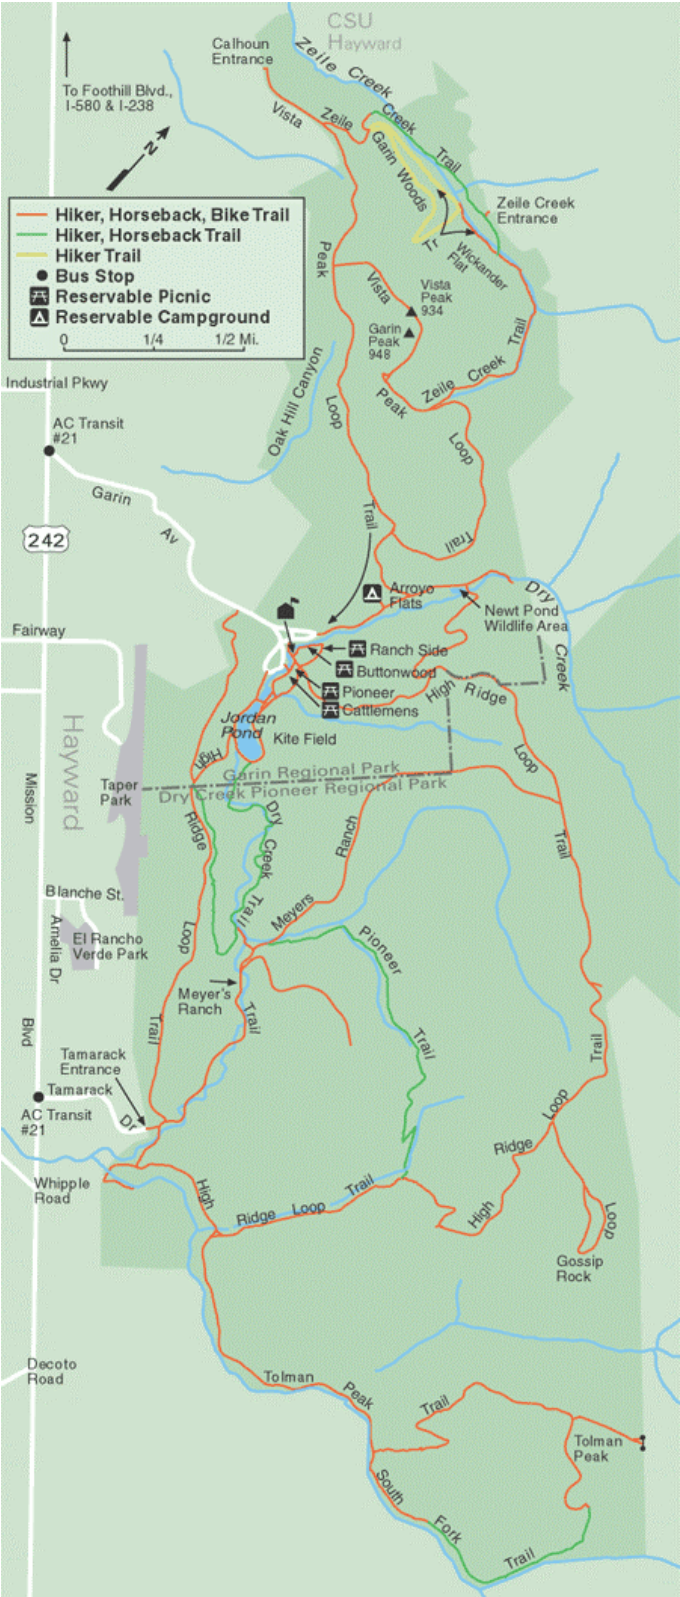 CSU
Hayward
Calhoun
Entrance
Zeile Creek
To Foothill Blvd.,
I-580 & I-238
Vista
Zeile
Creek
Trail
N
Garin Woods
Tr
Zeile Creek
Entrance
Wickander
Flat
Hiker, Horseback, Bike Trail
Hiker, Horseback Trail
Hiker Trail
Bus Stop
Reservable Picnic
Reservable Campground
0 1/4 1/2 Mi.
Peak
Vista
Vista
Peak
934
Garin
Peak
948
Trail
Zeile Creek
Peak
Loop
Trail
Industrial Pkwy
AC Transit
#21
Oak Hill Canyon
Loop
Trail
Garin
Av
242
Arroyo
Flats
Newt Pond
Wildlife Area
Dry
Creek
Fairway
Ranch Side
Buttonwood
Pioneer
Cattlemens
High
Ridge
Loop
Trail
Jordan
Pond
Kite Field
High
Hayward
Garin Regional Park
Dry Creek Pioneer Regional Park
Taper
Park
Mission
Ridge
Dry
Creek
Trail
Ranch
Meyers
Blanche St.
Amelia Dr
El Rancho
Verde Park
Loop
Pioneer
Trail
Meyer's
Ranch
Trail
Trail
Blvd
Trail
Tamarack
Entrance
Tamarack
Dr
AC Transit
#21
Loop
Ridge
High
Whipple
Road
High
Ridge Loop Trail
Loop
Gossip
Rock
Decoto
Road
Tolman
Peak
Trail
Tolman
Peak
South
Fork
Trail